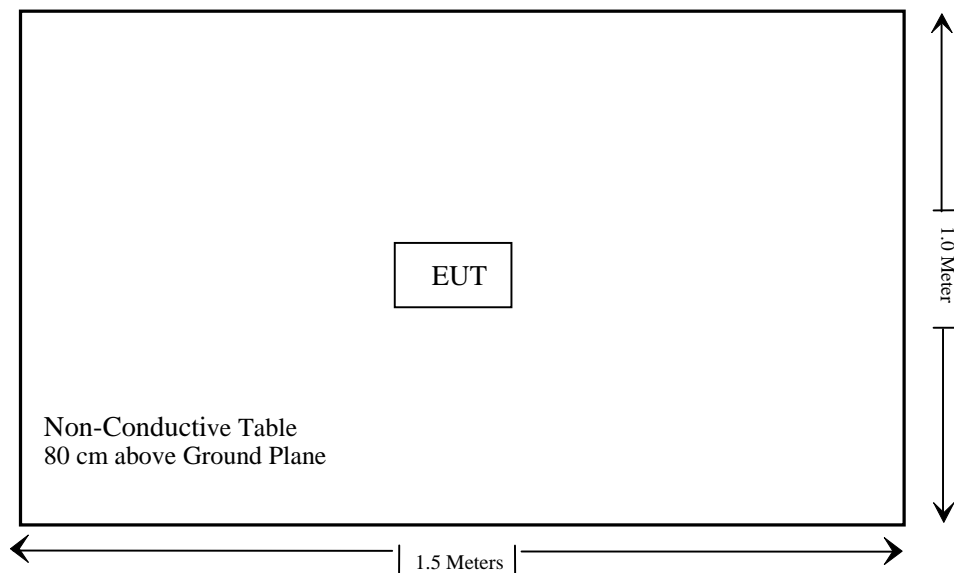 EUT
1.0 Meter
Non-Conductive Table
80 cm above Ground Plane
1.5 Meters